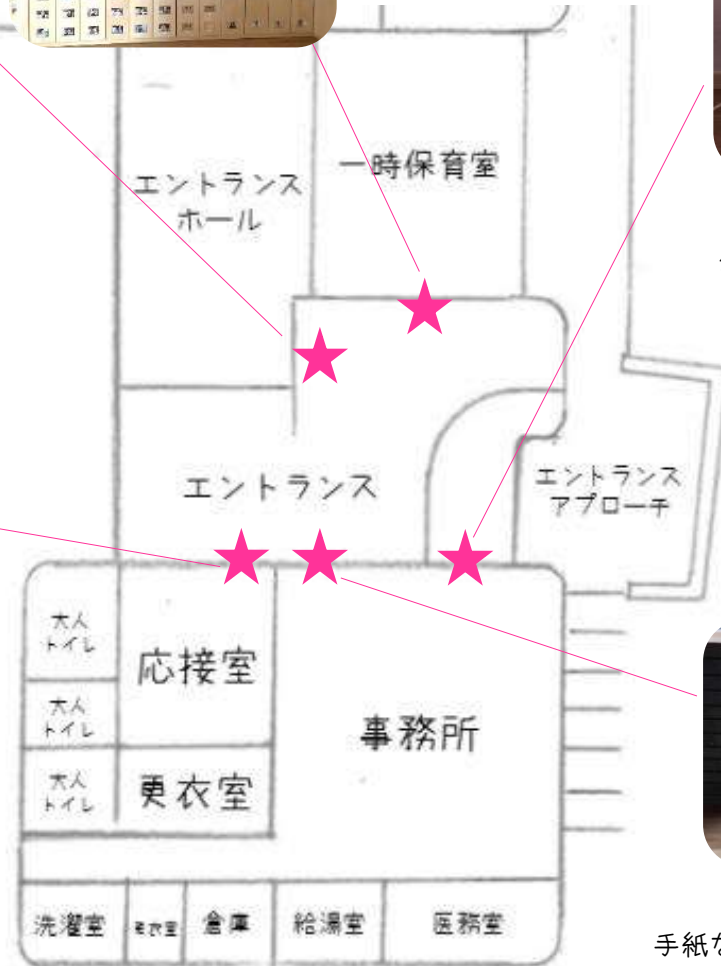 エントランス
ホール
一時保育室
エントランス
エントランス
アプローチ
大人
トイレ
応接室
大人
トイレ
事務所
大人
トイレ
更衣室
洗濯室
更衣室
倉庫
給湯室
医務室
手紙な